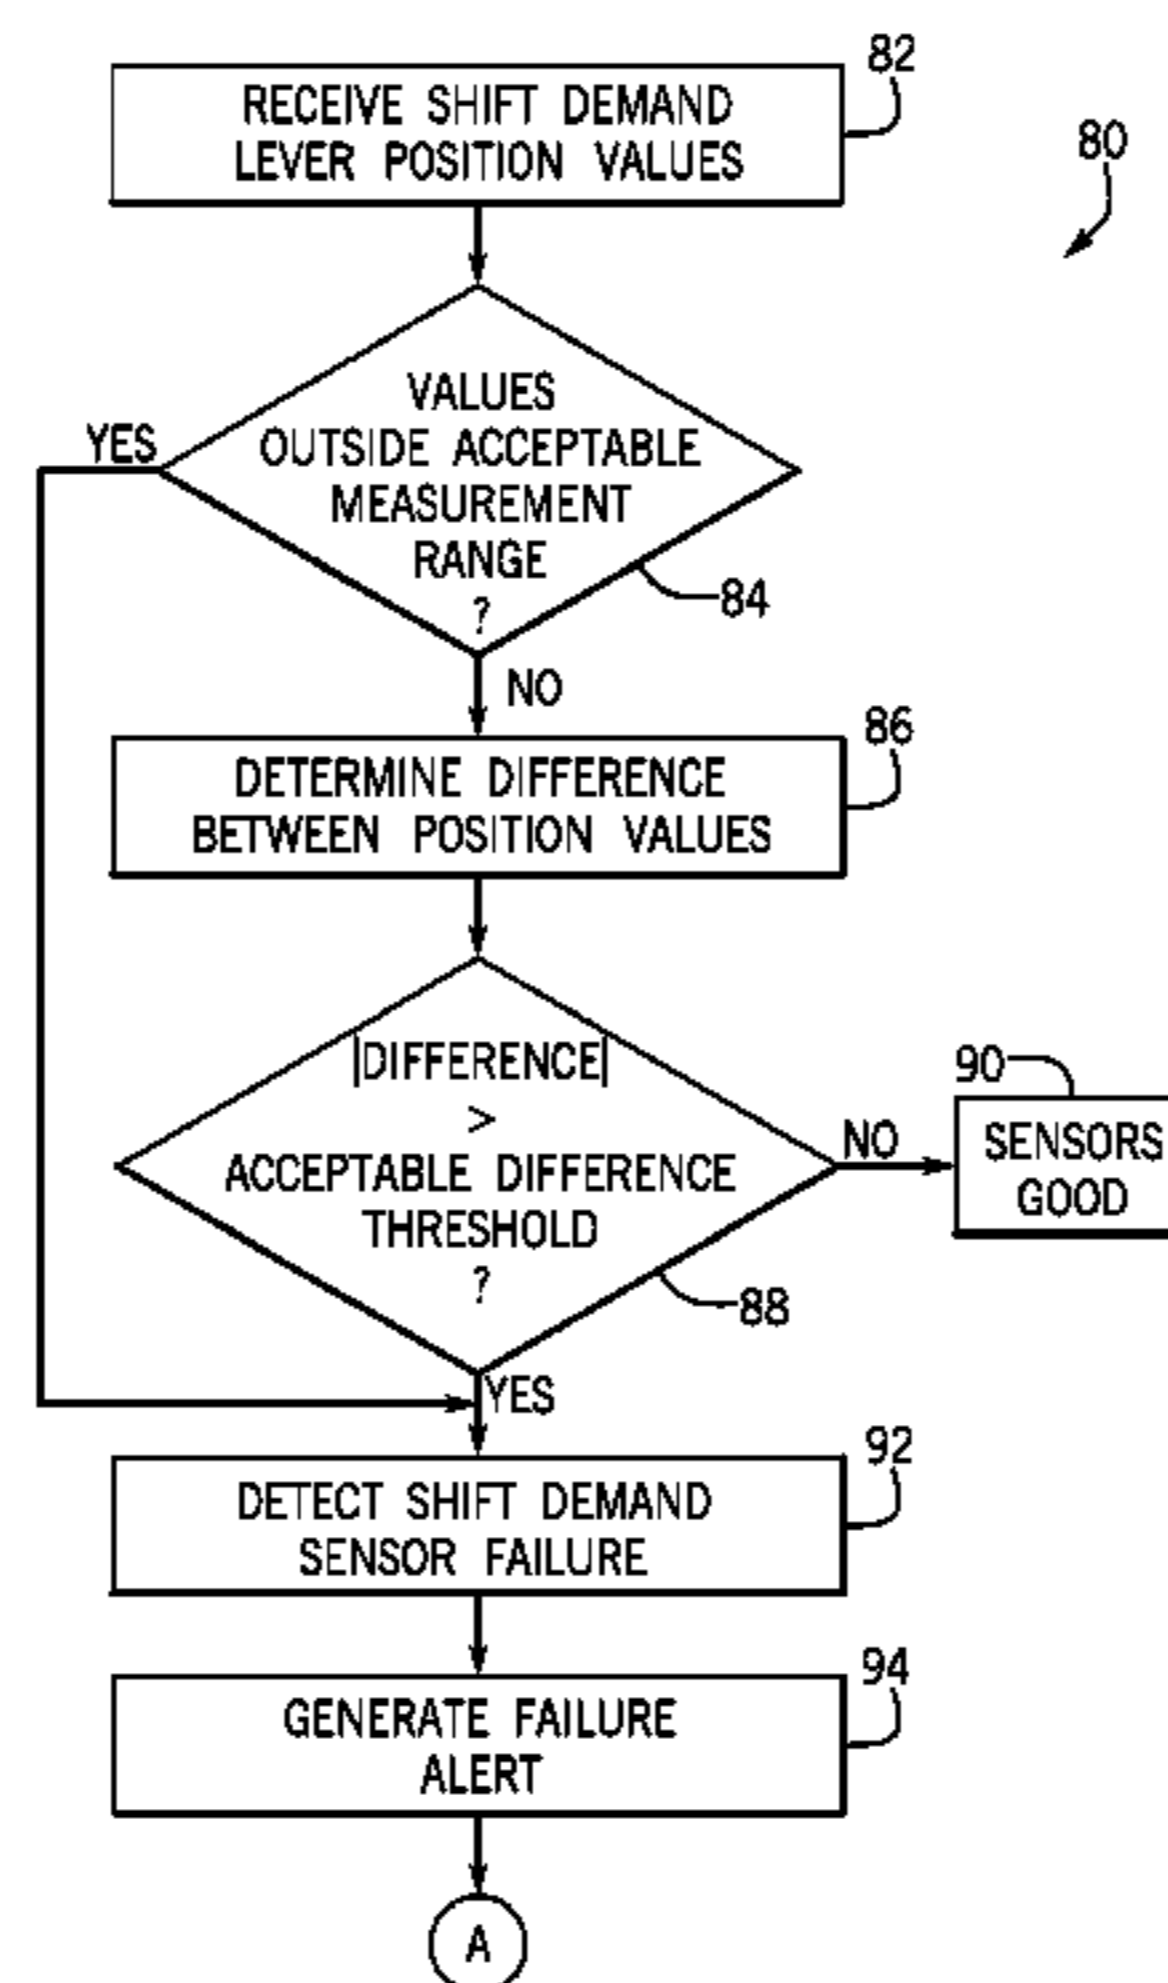 82
RECEIVE SHIFT DEMAND
LEVER POSITION VALUES
80
VALUES
OUTSIDE ACCEPTABLE
MEASUREMENT
RANGE
?
YES
84
NO
86
DETERMINE DIFFERENCE
BETWEEN POSITION VALUES
|DIFFERENCE|
>
ACCEPTABLE DIFFERENCE
THRESHOLD
?
88
NO
90
SENSORS
GOOD
YES
92
DETECT SHIFT DEMAND
SENSOR FAILURE
94
GENERATE FAILURE
ALERT
A